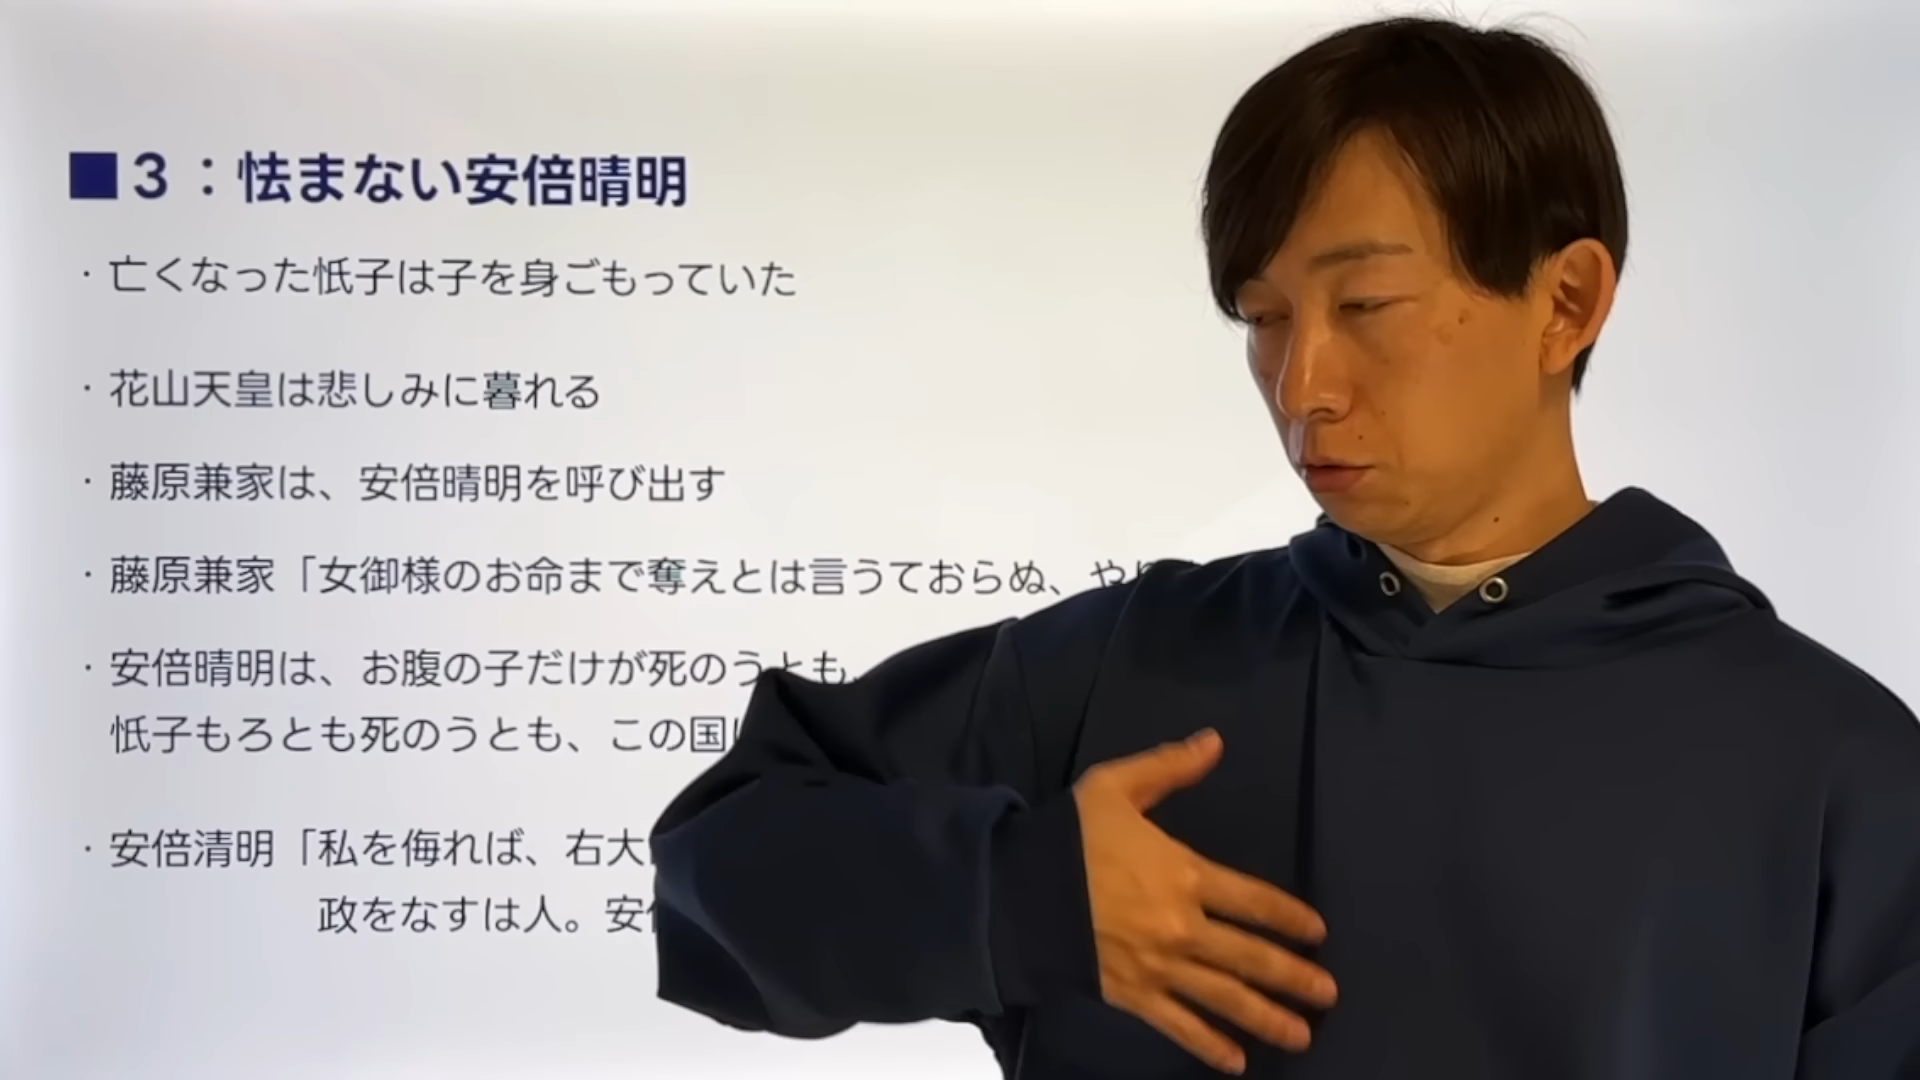 ■3：怯まない安倍晴明
・亡くなった忯子は子を身ごもっていた
・花山天皇は悲しみに暮れる
・藤原兼家は、安倍晴明を呼び出す
・藤原兼家「女御様のお命まで奪えとは言うておらぬ、や
・安倍晴明は、お腹の子だけが死のうとも、
忯子もろとも死のうとも、この国
・安倍清明「私を侮れば、右大
政をなすは人。安